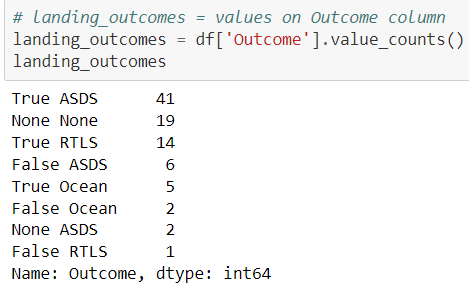 # landing_outcomes = values on Outcome column
landing_outcomes = df['Outcome'].value_counts()
landing_outcomes
True ASDS      41
None None      19
True RTLS      14
False ASDS      6
True Ocean      5
False Ocean     2
None ASDS       2
False RTLS      1
Name: Outcome, dtype: int64